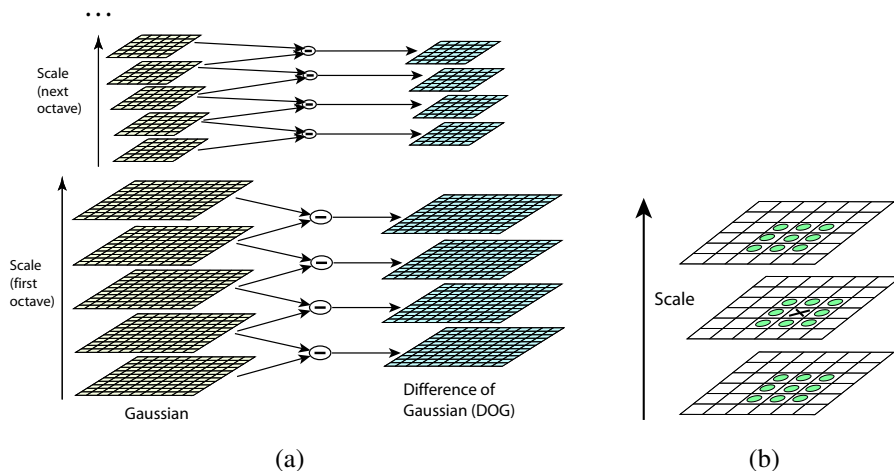 ...
Scale
(next
octave)
Scale
(first
octave)
Gaussian
Difference of
Gaussian (DOG)
Scale
(a)
(b)